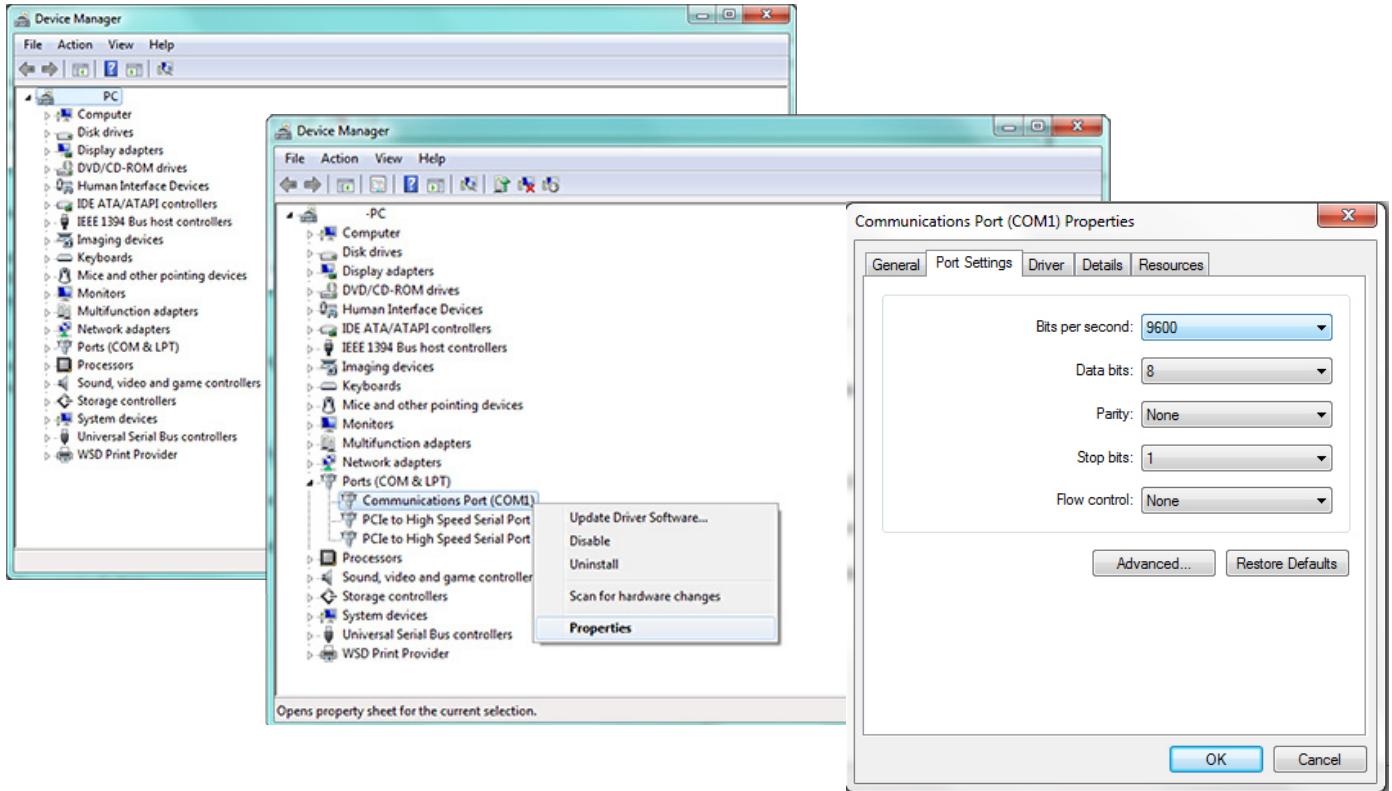 Device Manager
File Action View Help
PC
Computer
Disk drives
Display adapters
DVD/CD-ROM drives
Human Interface Devices
IDE ATA/ATAPI controllers
IEEE 1394 Bus host controllers
Imaging devices
Keyboards
Mice and other pointing devices
Monitors
Multifunction adapters
Network adapters
Ports (COM & LPT)
Processors
Sound, video and game controllers
Storage controllers
System devices
Universal Serial Bus controllers
WSD Print Provider
Device Manager
File Action View Help
-PC
Computer
Disk drives
Display adapters
DVD/CD-ROM drives
Human Interface Devices
IDE ATA/ATAPI controllers
IEEE 1394 Bus host controllers
Imaging devices
Keyboards
Mice and other pointing devices
Monitors
Multifunction adapters
Network adapters
Ports (COM & LPT)
Communications Port (COM1)
PCIe to High Speed Serial Port
PCIe to High Speed Serial Port
Processors
Sound, video and game controller
Storage controllers
System devices
Universal Serial Bus controllers
WSD Print Provider
Opens property sheet for the current selection.
Update Driver Software...
Disable
Uninstall
Scan for hardware changes
Properties
Communications Port (COM1) Properties
General Port Settings Driver Details Resources
Bits per second: 9600
Data bits: 8
Parity: None
Stop bits: 1
Flow control: None
Advanced... Restore Defaults
OK Cancel